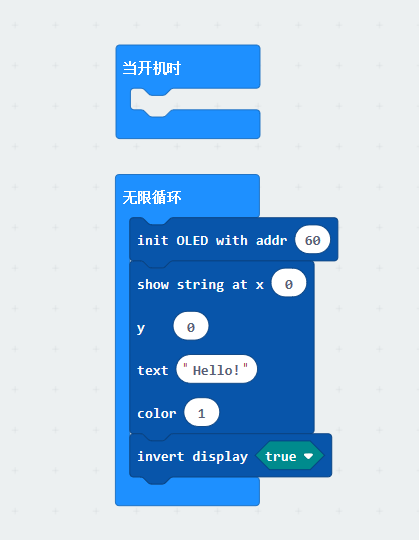 当开机时
无限循环
init OLED with addr 60
show string at x 0
y 0
text "Hello!"
color 1
invert display true